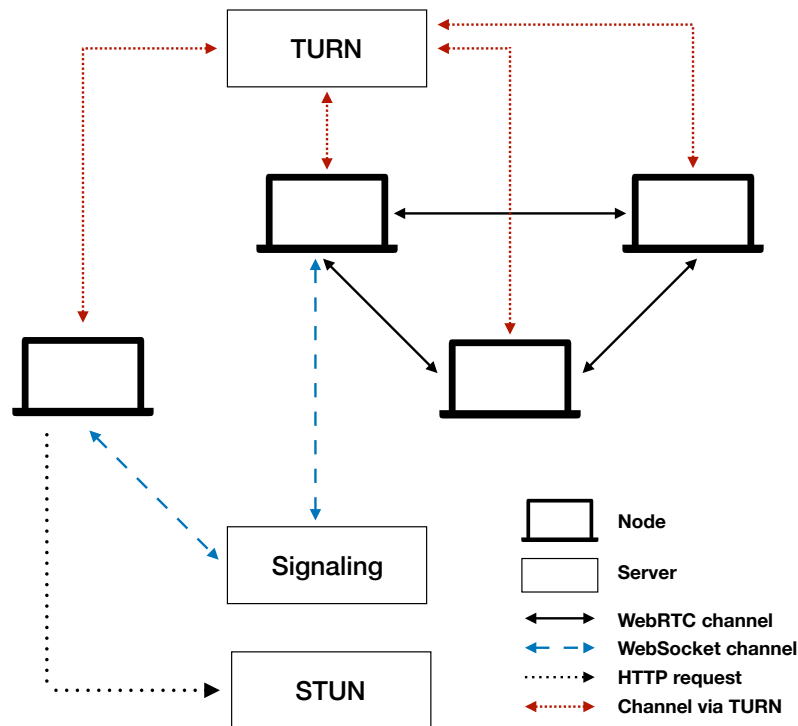 TURN
Signaling
STUN
Node
Server
WebRTC channel
WebSocket channel
HTTP request
Channel via TURN